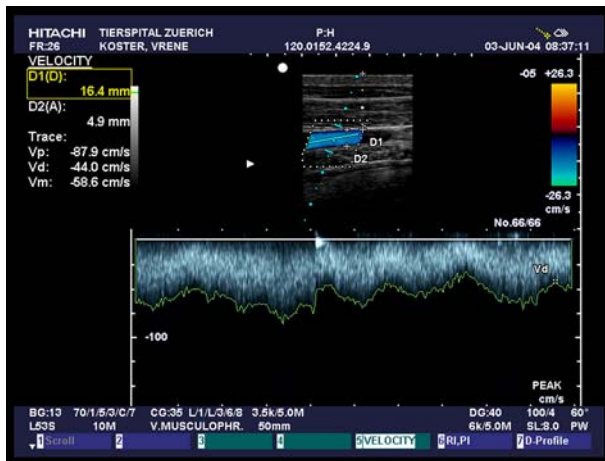 HITACHI TIERSPITAL ZUERICH P:H
FR:26 KOSTER, VRENE 120.0152.4224.9 03-JUN-04 08:37:11
VELOCITY
D1(D):
16.4 mm
D2(A):
4.9 mm
Trace:
Vp: -87.9 cm/s
Vd: -44.0 cm/s
Vm: -58.6 cm/s
-05 +26.3
D1
D2
-26.3
cm/s
No.66/66
Vd
-100
PEAK
cm/s
BG:13 70/1/5/3/C/7 CG:35 L/1/L/3/6/8 3.5k/5.0M DG:40 100/4 60°
L53S 10M V.MUSCULOPHR. 50mm 6k/5.0M SL:8.0 PW
1 Scroll 2 3 4 5 VELOCITY 6 RI,PI 7 D-Profile